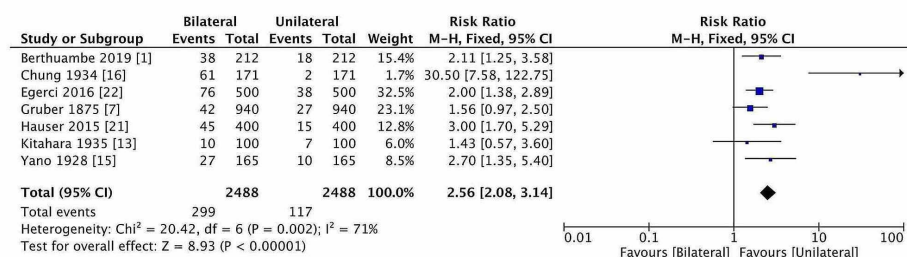 Bilateral Unilateral Risk Ratio Risk Ratio
Study or Subgroup Events Total Events Total Weight M-H, Fixed, 95% CI M-H, Fixed, 95% CI
Berthuambe 2019 [1] 38 212 18 212 15.4% 2.11 [1.25, 3.58]
Chung 1934 [16] 61 171 2 171 1.7% 30.50 [7.58, 122.75]
Egerci 2016 [22] 76 500 38 500 32.5% 2.00 [1.38, 2.89]
Gruber 1875 [7] 42 940 27 940 23.1% 1.56 [0.97, 2.50]
Hauser 2015 [21] 45 400 15 400 12.8% 3.00 [1.70, 5.29]
Kitahara 1935 [13] 10 100 7 100 6.0% 1.43 [0.57, 3.60]
Yano 1928 [15] 27 165 10 165 8.5% 2.70 [1.35, 5.40]
Total (95% CI) 2488 2488 100.0% 2.56 [2.08, 3.14]
Total events 299 117
Heterogeneity: Chi² = 20.42, df = 6 (P = 0.002); I² = 71%
Test for overall effect: Z = 8.93 (P < 0.00001)
0.01 0.1 1 10 100
Favours [Bilateral] Favours [Unilateral]